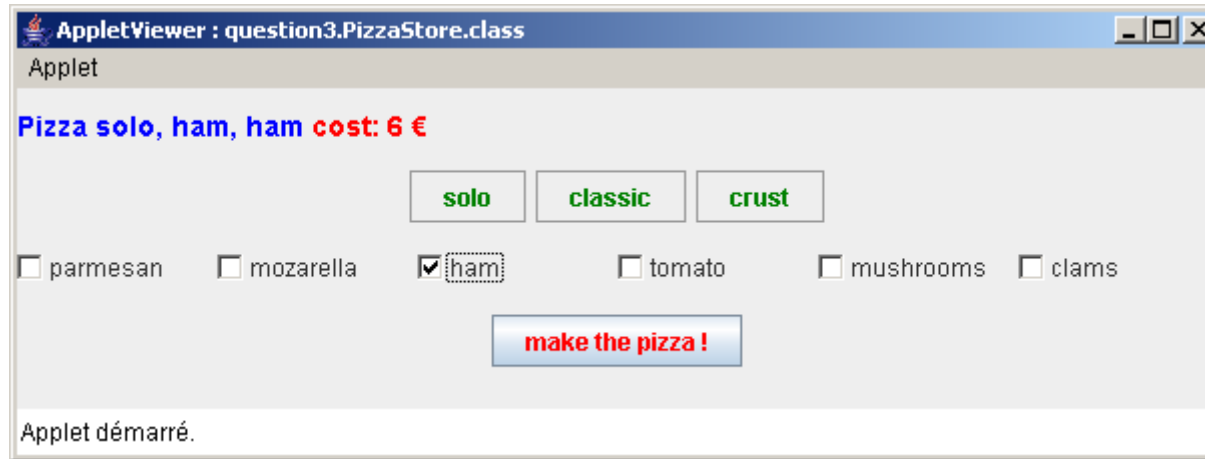 AppletViewer : question3.PizzaStore.class
Applet
Pizza solo, ham, ham cost: 6 €
solo classic crust
parmesan mozarella ham tomato mushrooms clams
make the pizza !
Applet démarré.